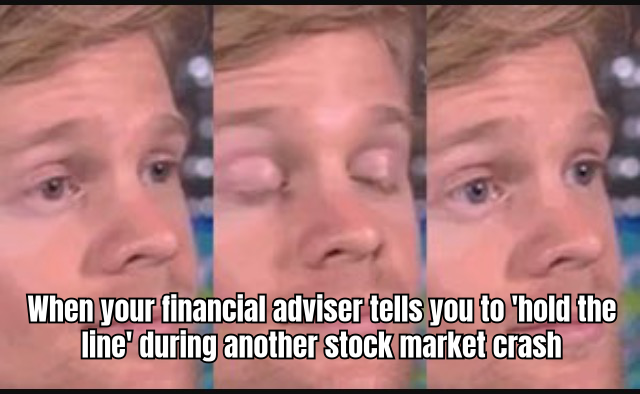 When your financial adviser tells you to 'hold the
line' during another stock market crash